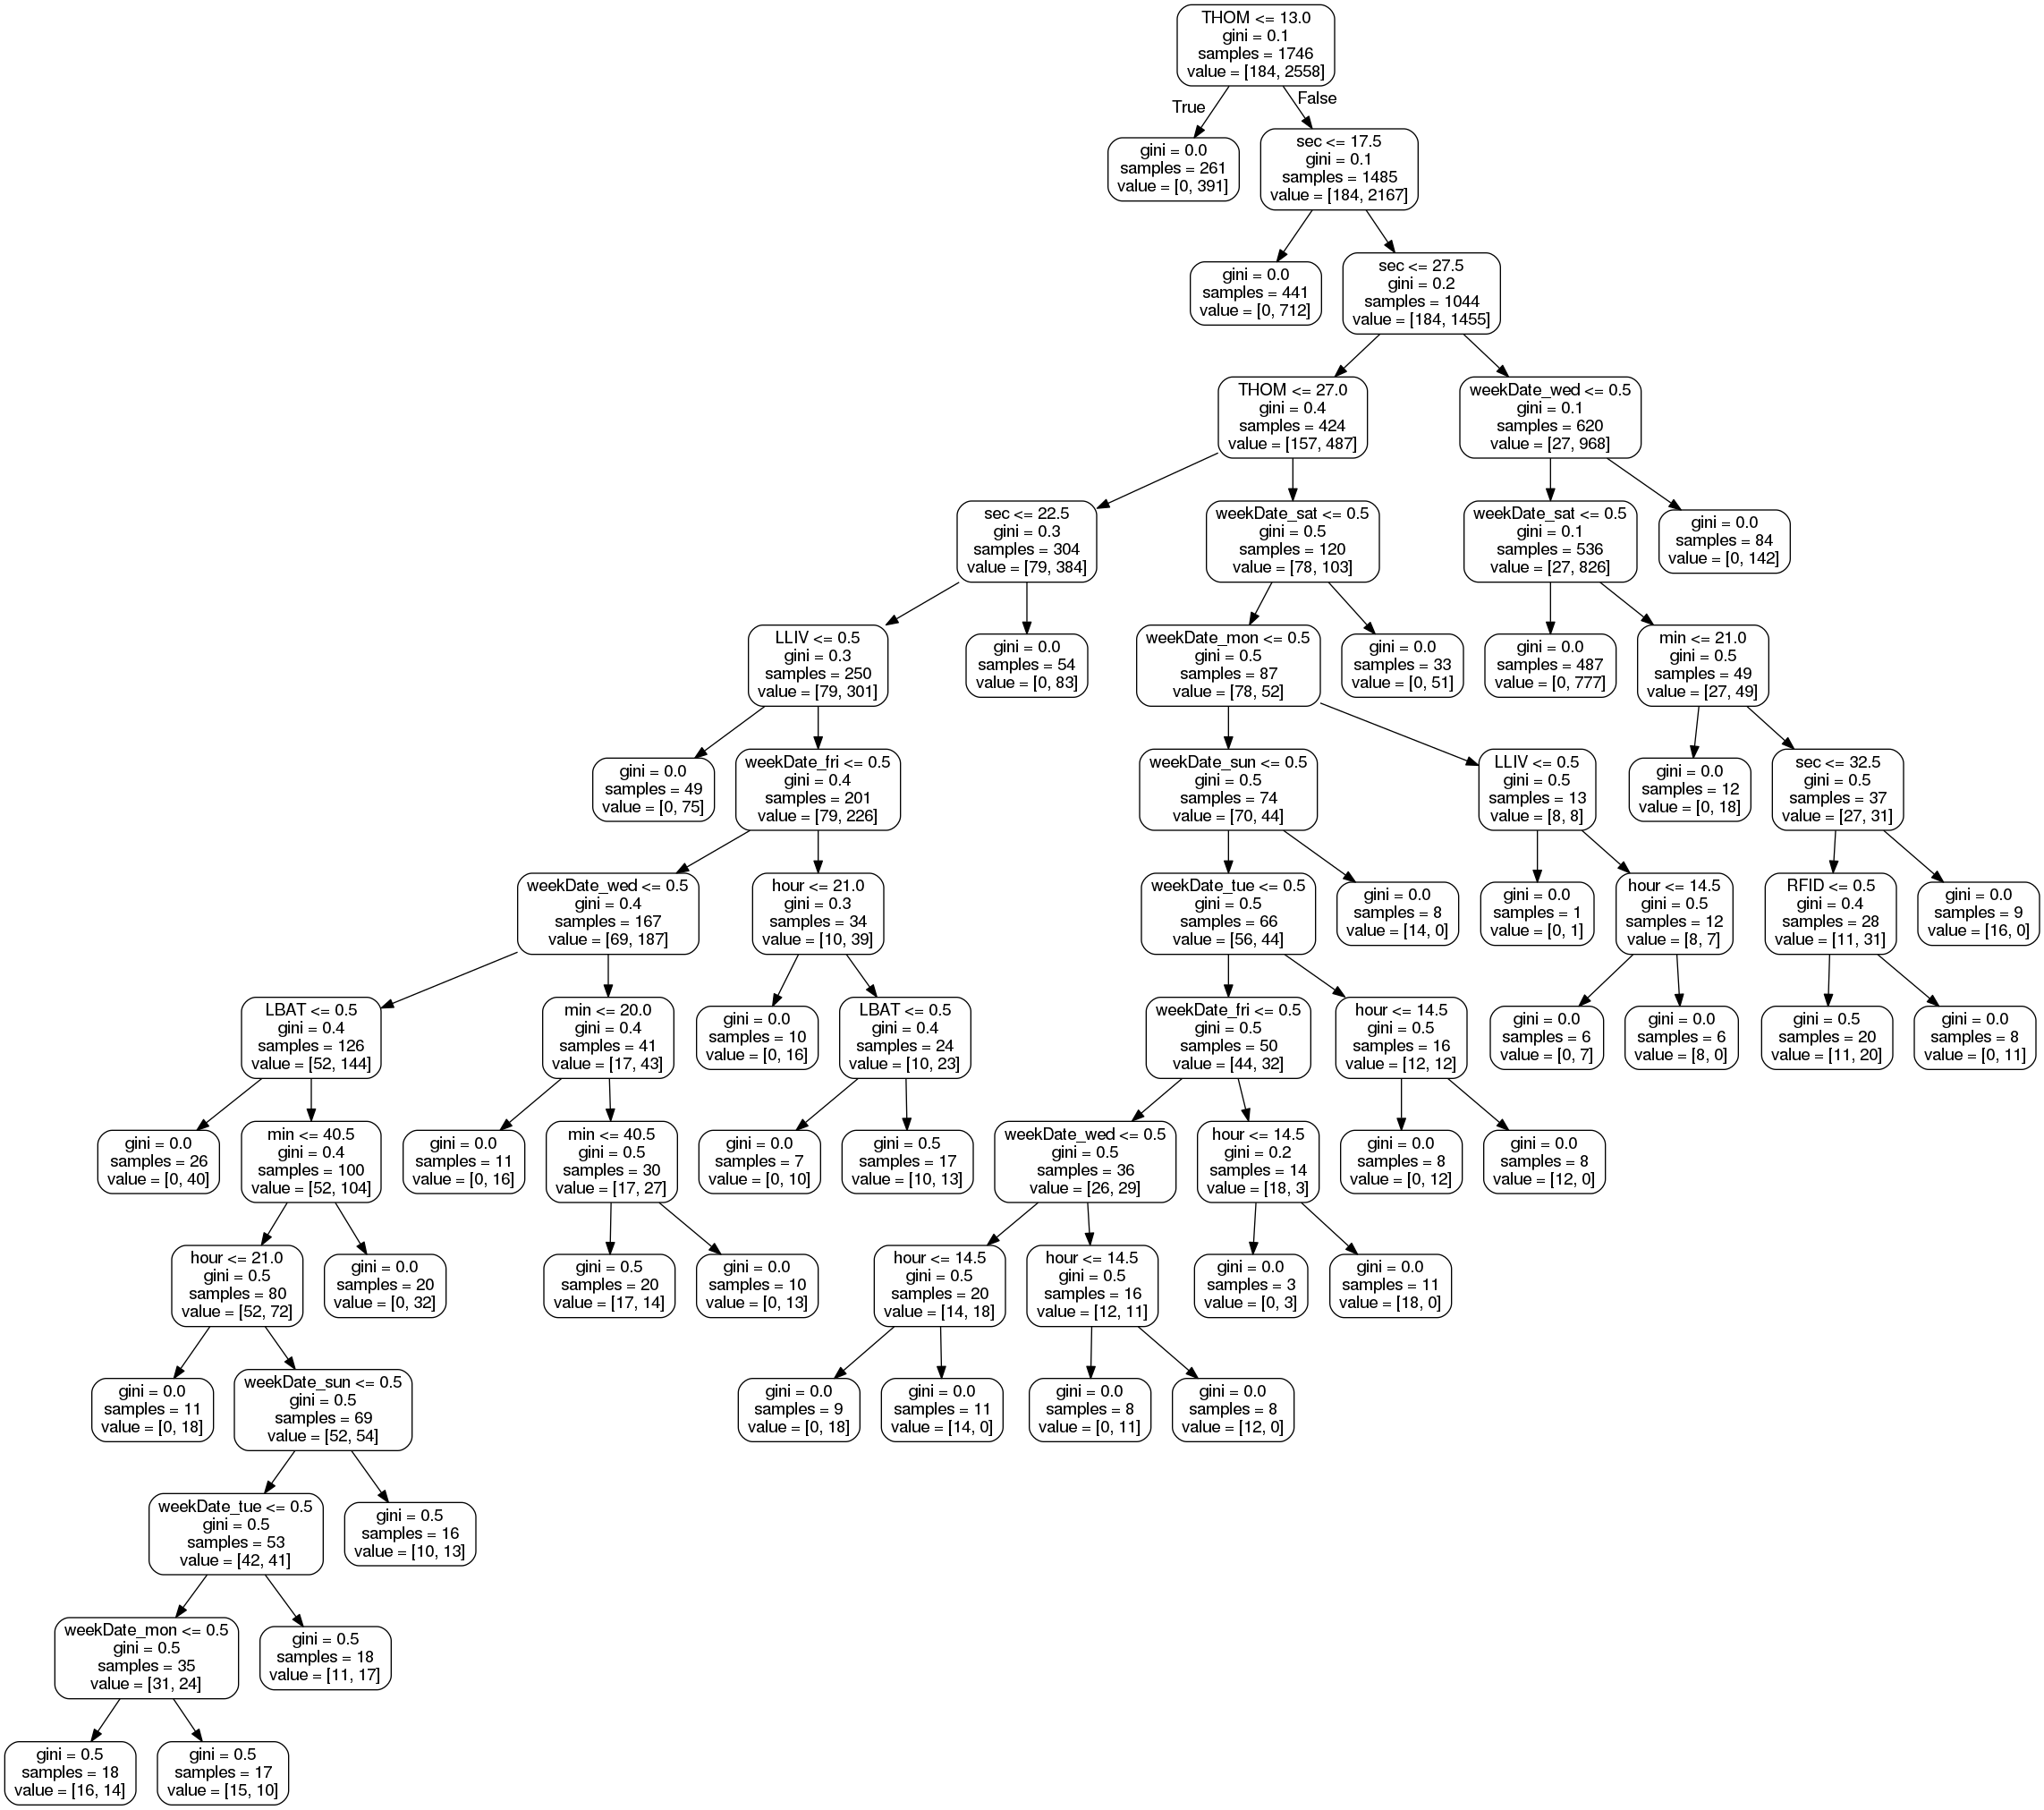 THOM <= 13.0
gini = 0.1
samples = 1746
value = [184, 2558]
True
False
gini = 0.0
samples = 261
value = [0, 391]
sec <= 17.5
gini = 0.1
samples = 1485
value = [184, 2167]
gini = 0.0
samples = 441
value = [0, 712]
sec <= 27.5
gini = 0.2
samples = 1044
value = [184, 1455]
THOM <= 27.0
gini = 0.4
samples = 424
value = [157, 487]
weekDate_wed <= 0.5
gini = 0.1
samples = 620
value = [27, 968]
sec <= 22.5
gini = 0.3
samples = 304
value = [79, 384]
weekDate_sat <= 0.5
gini = 0.5
samples = 120
value = [78, 103]
weekDate_sat <= 0.5
gini = 0.1
samples = 536
value = [27, 826]
gini = 0.0
samples = 84
value = [0, 142]
LLIV <= 0.5
gini = 0.3
samples = 250
value = [79, 301]
gini = 0.0
samples = 54
value = [0, 83]
weekDate_mon <= 0.5
gini = 0.5
samples = 87
value = [78, 52]
gini = 0.0
samples = 33
value = [0, 51]
gini = 0.0
samples = 487
value = [0, 777]
min <= 21.0
gini = 0.5
samples = 49
value = [27, 49]
gini = 0.0
samples = 49
value = [0, 75]
weekDate_fri <= 0.5
gini = 0.4
samples = 201
value = [79, 226]
weekDate_sun <= 0.5
gini = 0.5
samples = 74
value = [70, 44]
LLIV <= 0.5
gini = 0.5
samples = 13
value = [8, 8]
gini = 0.0
samples = 12
value = [0, 18]
sec <= 32.5
gini = 0.5
samples = 37
value = [27, 31]
weekDate_wed <= 0.5
gini = 0.4
samples = 167
value = [69, 187]
hour <= 21.0
gini = 0.3
samples = 34
value = [10, 39]
weekDate_tue <= 0.5
gini = 0.5
samples = 66
value = [56, 44]
gini = 0.0
samples = 8
value = [14, 0]
gini = 0.0
samples = 1
value = [0, 1]
hour <= 14.5
gini = 0.5
samples = 12
value = [8, 7]
RFID <= 0.5
gini = 0.4
samples = 28
value = [11, 31]
gini = 0.0
samples = 9
value = [16, 0]
LBAT <= 0.5
gini = 0.4
samples = 126
value = [52, 144]
min <= 20.0
gini = 0.4
samples = 41
value = [17, 43]
gini = 0.0
samples = 10
value = [0, 16]
LBAT <= 0.5
gini = 0.4
samples = 24
value = [10, 23]
weekDate_fri <= 0.5
gini = 0.5
samples = 50
value = [44, 32]
hour <= 14.5
gini = 0.5
samples = 16
value = [12, 12]
gini = 0.0
samples = 6
value = [0, 7]
gini = 0.0
samples = 6
value = [8, 0]
gini = 0.5
samples = 20
value = [11, 20]
gini = 0.0
samples = 8
value = [0, 11]
gini = 0.0
samples = 26
value = [0, 40]
min <= 40.5
gini = 0.4
samples = 100
value = [52, 104]
gini = 0.0
samples = 11
value = [0, 16]
min <= 40.5
gini = 0.5
samples = 30
value = [17, 27]
gini = 0.0
samples = 7
value = [0, 10]
gini = 0.5
samples = 17
value = [10, 13]
weekDate_wed <= 0.5
gini = 0.5
samples = 36
value = [26, 29]
hour <= 14.5
gini = 0.2
samples = 14
value = [18, 3]
gini = 0.0
samples = 8
value = [0, 12]
gini = 0.0
samples = 8
value = [12, 0]
hour <= 21.0
gini = 0.5
samples = 80
value = [52, 72]
gini = 0.0
samples = 20
value = [0, 32]
gini = 0.5
samples = 20
value = [17, 14]
gini = 0.0
samples = 10
value = [0, 13]
hour <= 14.5
gini = 0.5
samples = 20
value = [14, 18]
hour <= 14.5
gini = 0.5
samples = 16
value = [12, 11]
gini = 0.0
samples = 3
value = [0, 3]
gini = 0.0
samples = 11
value = [18, 0]
gini = 0.0
samples = 11
value = [0, 18]
weekDate_sun <= 0.5
gini = 0.5
samples = 69
value = [52, 54]
gini = 0.0
samples = 9
value = [0, 18]
gini = 0.0
samples = 11
value = [14, 0]
gini = 0.0
samples = 8
value = [0, 11]
gini = 0.0
samples = 8
value = [12, 0]
weekDate_tue <= 0.5
gini = 0.5
samples = 53
value = [42, 41]
gini = 0.5
samples = 16
value = [10, 13]
weekDate_mon <= 0.5
gini = 0.5
samples = 35
value = [31, 24]
gini = 0.5
samples = 18
value = [11, 17]
gini = 0.5
samples = 18
value = [16, 14]
gini = 0.5
samples = 17
value = [15, 10]